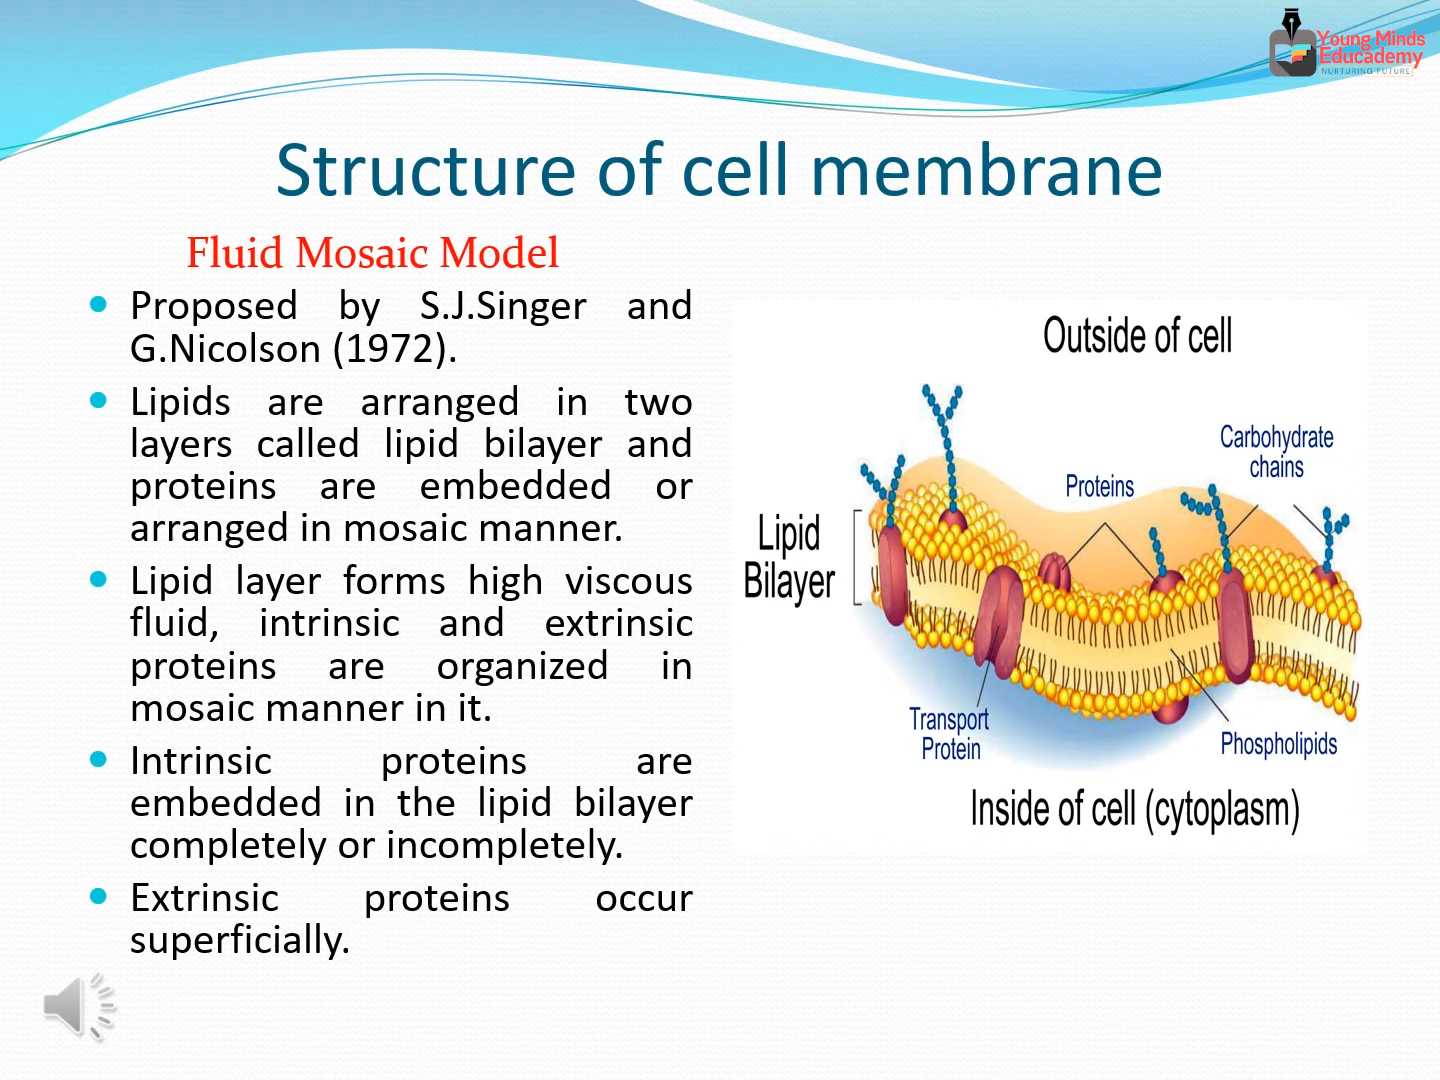 Young Minds
Educademy
NURTURING FUTURE
Structure of cell membrane
Fluid Mosaic Model
Proposed by S.J.Singer and
G.Nicolson (1972).
Lipids are arranged in two
layers called lipid bilayer and
proteins are embedded or
arranged in mosaic manner.
Lipid layer forms high viscous
fluid, intrinsic and extrinsic
proteins are organized in
mosaic manner in it.
Intrinsic proteins are
embedded in the lipid bilayer
completely or incompletely.
Extrinsic proteins occur
superficially.
Outside of cell
Carbohydrate
chains
Proteins
Lipid
Bilayer
Transport
Protein
Phospholipids
Inside of cell (cytoplasm)